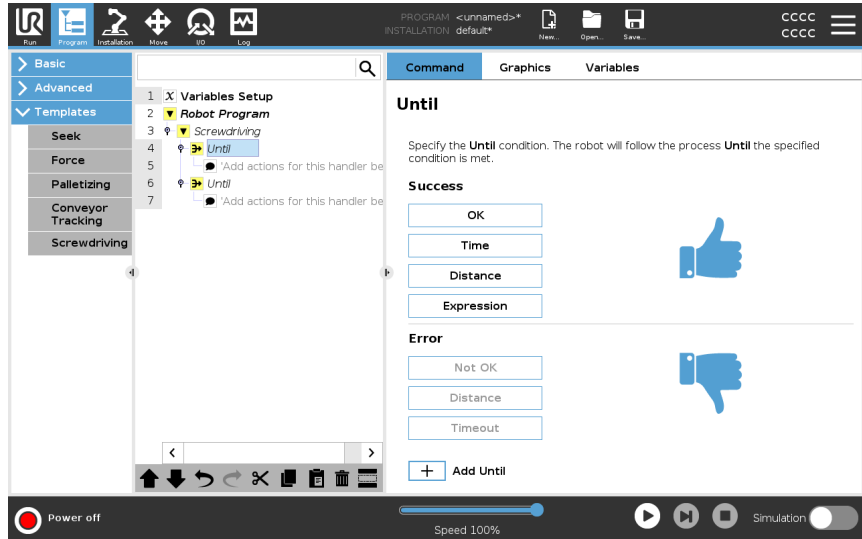 UR
PROGRAM <unnamed>*
INSTALLATION default*
CCCC
CCCC
Run
Program
Installation
Move
I/O
Log
New...
Open...
Save...
Basic
Advanced
Templates
Seek
Force
Palletizing
Conveyor
Tracking
Screwdriving
1 X Variables Setup
2 Robot Program
3 Screwdriving
4 Until
5 'Add actions for this handler be
6 Until
7 'Add actions for this handler be
Command Graphics Variables
Until
Specify the Until condition. The robot will follow the process Until the specified
condition is met.
Success
OK
Time
Distance
Expression
Error
Not OK
Distance
Timeout
+ Add Until
Power off
Speed 100%
Simulation